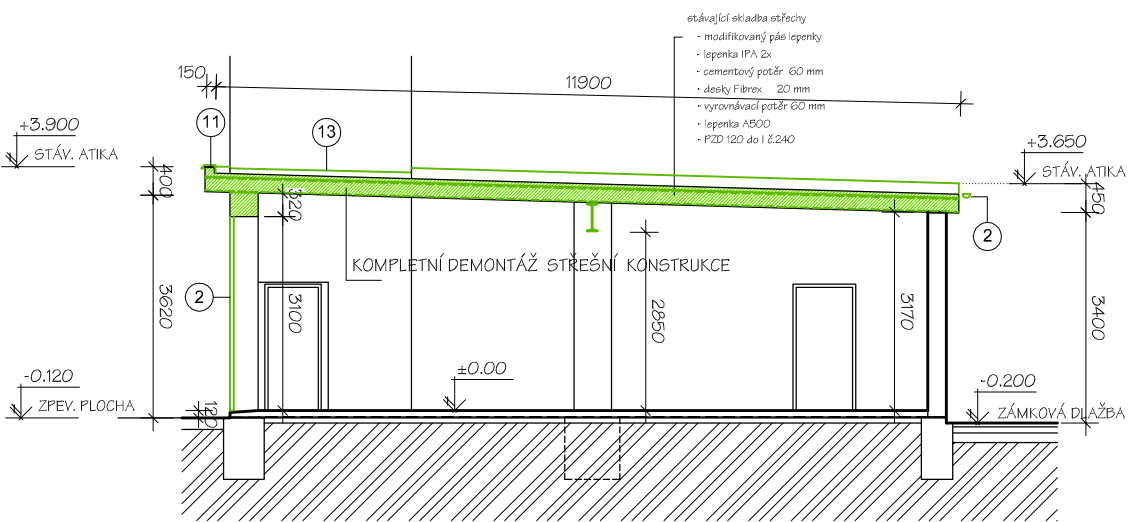 stávající skladba střechy
- modifikovaný pás lepenky
- lepenka IPA 2x
- cementový potěr 60 mm
- desky Fibrex 20 mm
- vyrovnávací potěr 60 mm
- lepenka A500
- PZD 120 do I č.240
150
11900
+3.900
STÁV. ATIKA
11
13
+3.650
STÁV. ATIKA
400
320
450
2
KOMPLETNÍ DEMONTÁŽ STŘEŠNÍ KONSTRUKCE
2
3620
3100
2850
3170
3400
-0.120
ZPEV. PLOCHA
120
±0.00
-0.200
ZÁMKOVÁ DLAŽBA